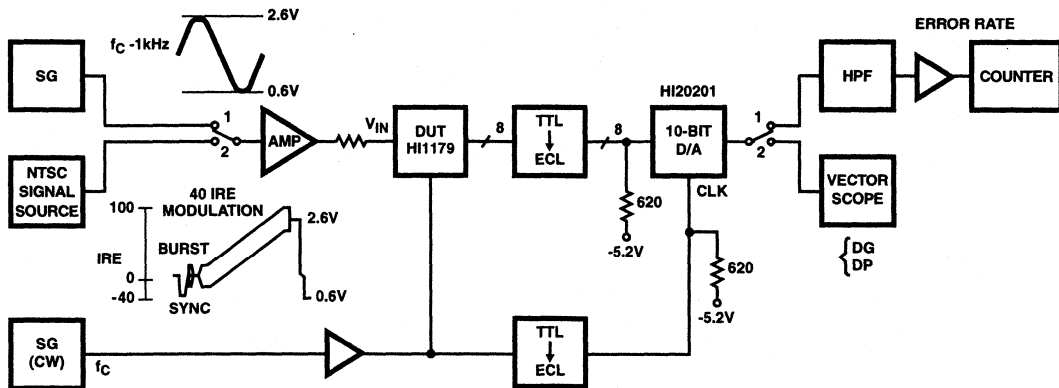 2.6V
fC -1kHz
0.6V
SG
1
2
AMP
VIN
DUT
HI1179
8
TTL
ECL
8
HI20201
10-BIT
D/A
CLK
620
-5.2V
620
-5.2V
1
2
HPF
ERROR RATE
COUNTER
VECTOR
SCOPE
DG
DP
NTSC
SIGNAL
SOURCE
40 IRE
MODULATION
100
2.6V
BURST
IRE
0
-40
0.6V
SYNC
SG
(CW)
fC
TTL
ECL